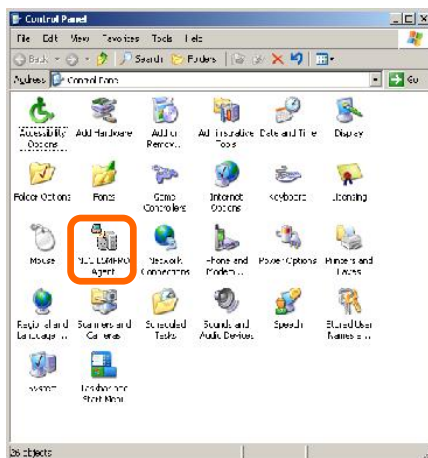 Control Panel
File Edit View Favorites Tools Help
Back Search Folders
Address Control Panel Go
Accessibility Options
Add Hardware
Add or Remov...
Administrative Tools
Date and Time
Display
Folder Options
Fonts
Game Controllers
Internet Options
Keyboard
Licensing
Mouse
NEC ESMPRO Agent
Network Connections
Phone and Modem ...
Power Options
Printers and Faxes
Regional and Language ...
Scanners and Cameras
Scheduled Tasks
Sounds and Audio Devices
Speech
Stored User Names a...
System
Taskbar and Start Menu
26 objects